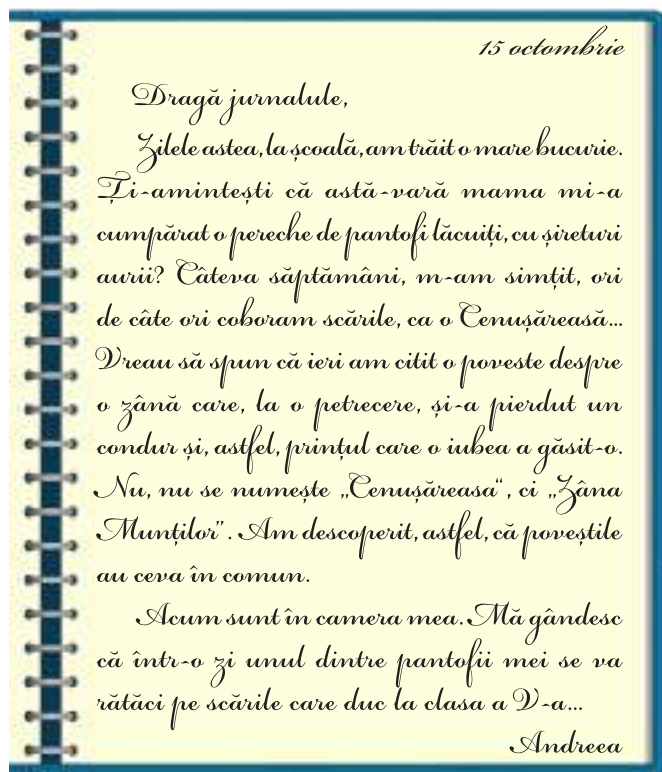 15 octombrie
Dragă jurnalule,
Zilele astea, la școală, am trăit o mare bucurie.
Ți-amintești că astă-vară mama mi-a
cumpărat o pereche de pantofi lăcuiți, cu șireturi
aurii? Câteva săptămâni, m-am simțit, ori
de câte ori coboram scările, ca o Cenușăreasă...
Vreau să spun că ieri am citit o poveste despre
o zână care, la o petrecere, și-a pierdut un
condur și, astfel, prințul care o iubea a găsit-o.
Nu, nu se numește „Cenușăreasa“, ci „Zâna
Munților”. Am descoperit, astfel, că poveștile
au ceva în comun.
Acum sunt în camera mea. Mă gândesc
că într-o zi unul dintre pantofii mei se va
rătăci pe scările care duc la clasa a V-a...
Andreea